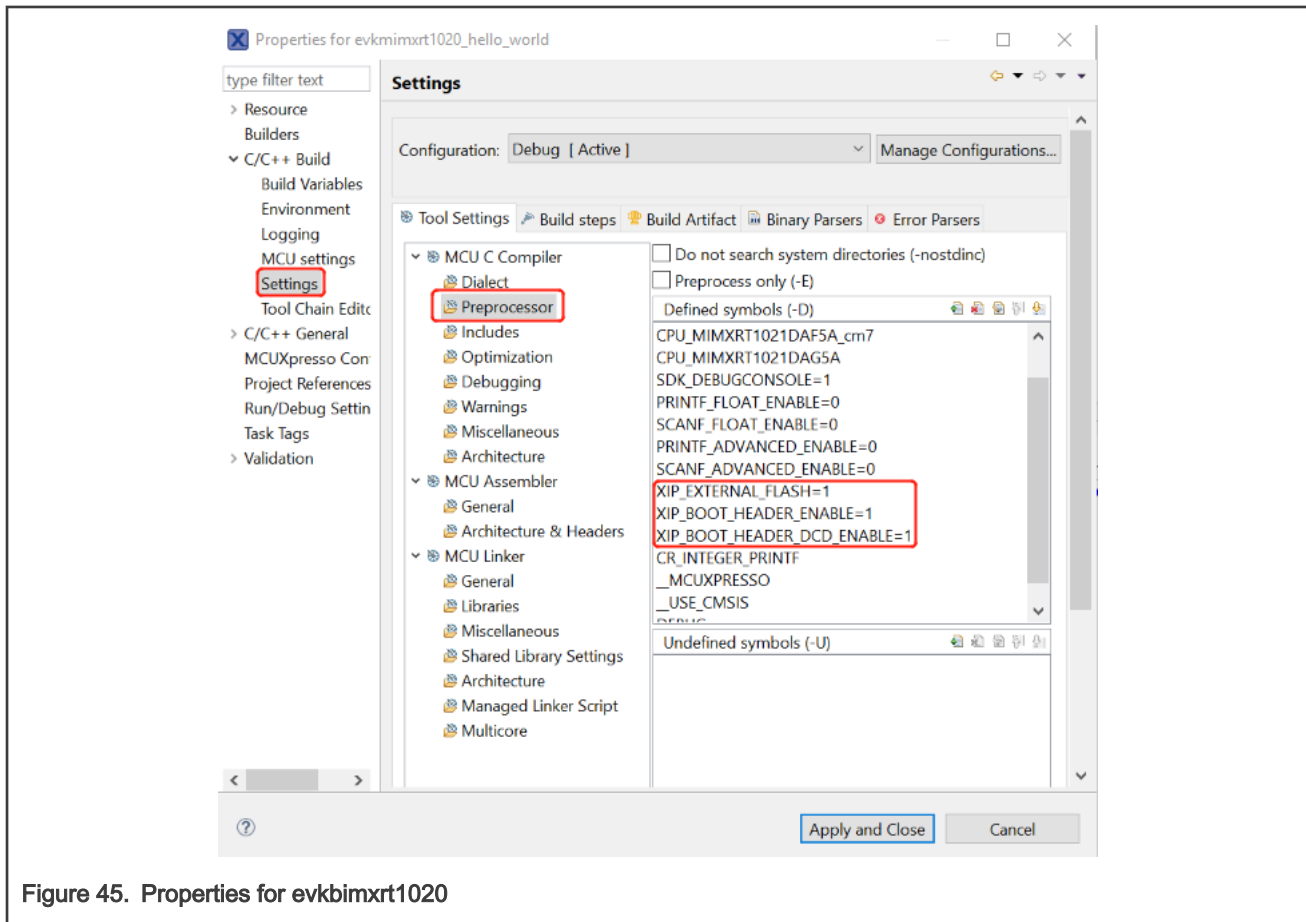 Properties for evkmimxrt1020_hello_world
type filter text
Resource
Builders
C/C++ Build
Build Variables
Environment
Logging
MCU settings
Settings
Tool Chain Edito
C/C++ General
MCUXpresso Con
Project References
Run/Debug Settin
Task Tags
Validation
Settings
Configuration: Debug [ Active ] Manage Configurations...
Tool Settings Build steps Build Artifact Binary Parsers Error Parsers
MCU C Compiler
Dialect
Preprocessor
Includes
Optimization
Debugging
Warnings
Miscellaneous
Architecture
MCU Assembler
General
Architecture & Headers
MCU Linker
General
Libraries
Miscellaneous
Shared Library Settings
Architecture
Managed Linker Script
Multicore
Do not search system directories (-nostdinc)
Preprocess only (-E)
Defined symbols (-D)
CPU_MIMXRT1021DAF5A_cm7
CPU_MIMXRT1021DAG5A
SDK_DEBUGCONSOLE=1
PRINTF_FLOAT_ENABLE=0
SCANF_FLOAT_ENABLE=0
PRINTF_ADVANCED_ENABLE=0
SCANF_ADVANCED_ENABLE=0
XIP_EXTERNAL_FLASH=1
XIP_BOOT_HEADER_ENABLE=1
XIP_BOOT_HEADER_DCD_ENABLE=1
CR_INTEGER_PRINTF
__MCUXPRESSO
__USE_CMSIS
DEBUG
Undefined symbols (-U)
Apply and Close Cancel
Figure 45. Properties for evkbimxrt1020